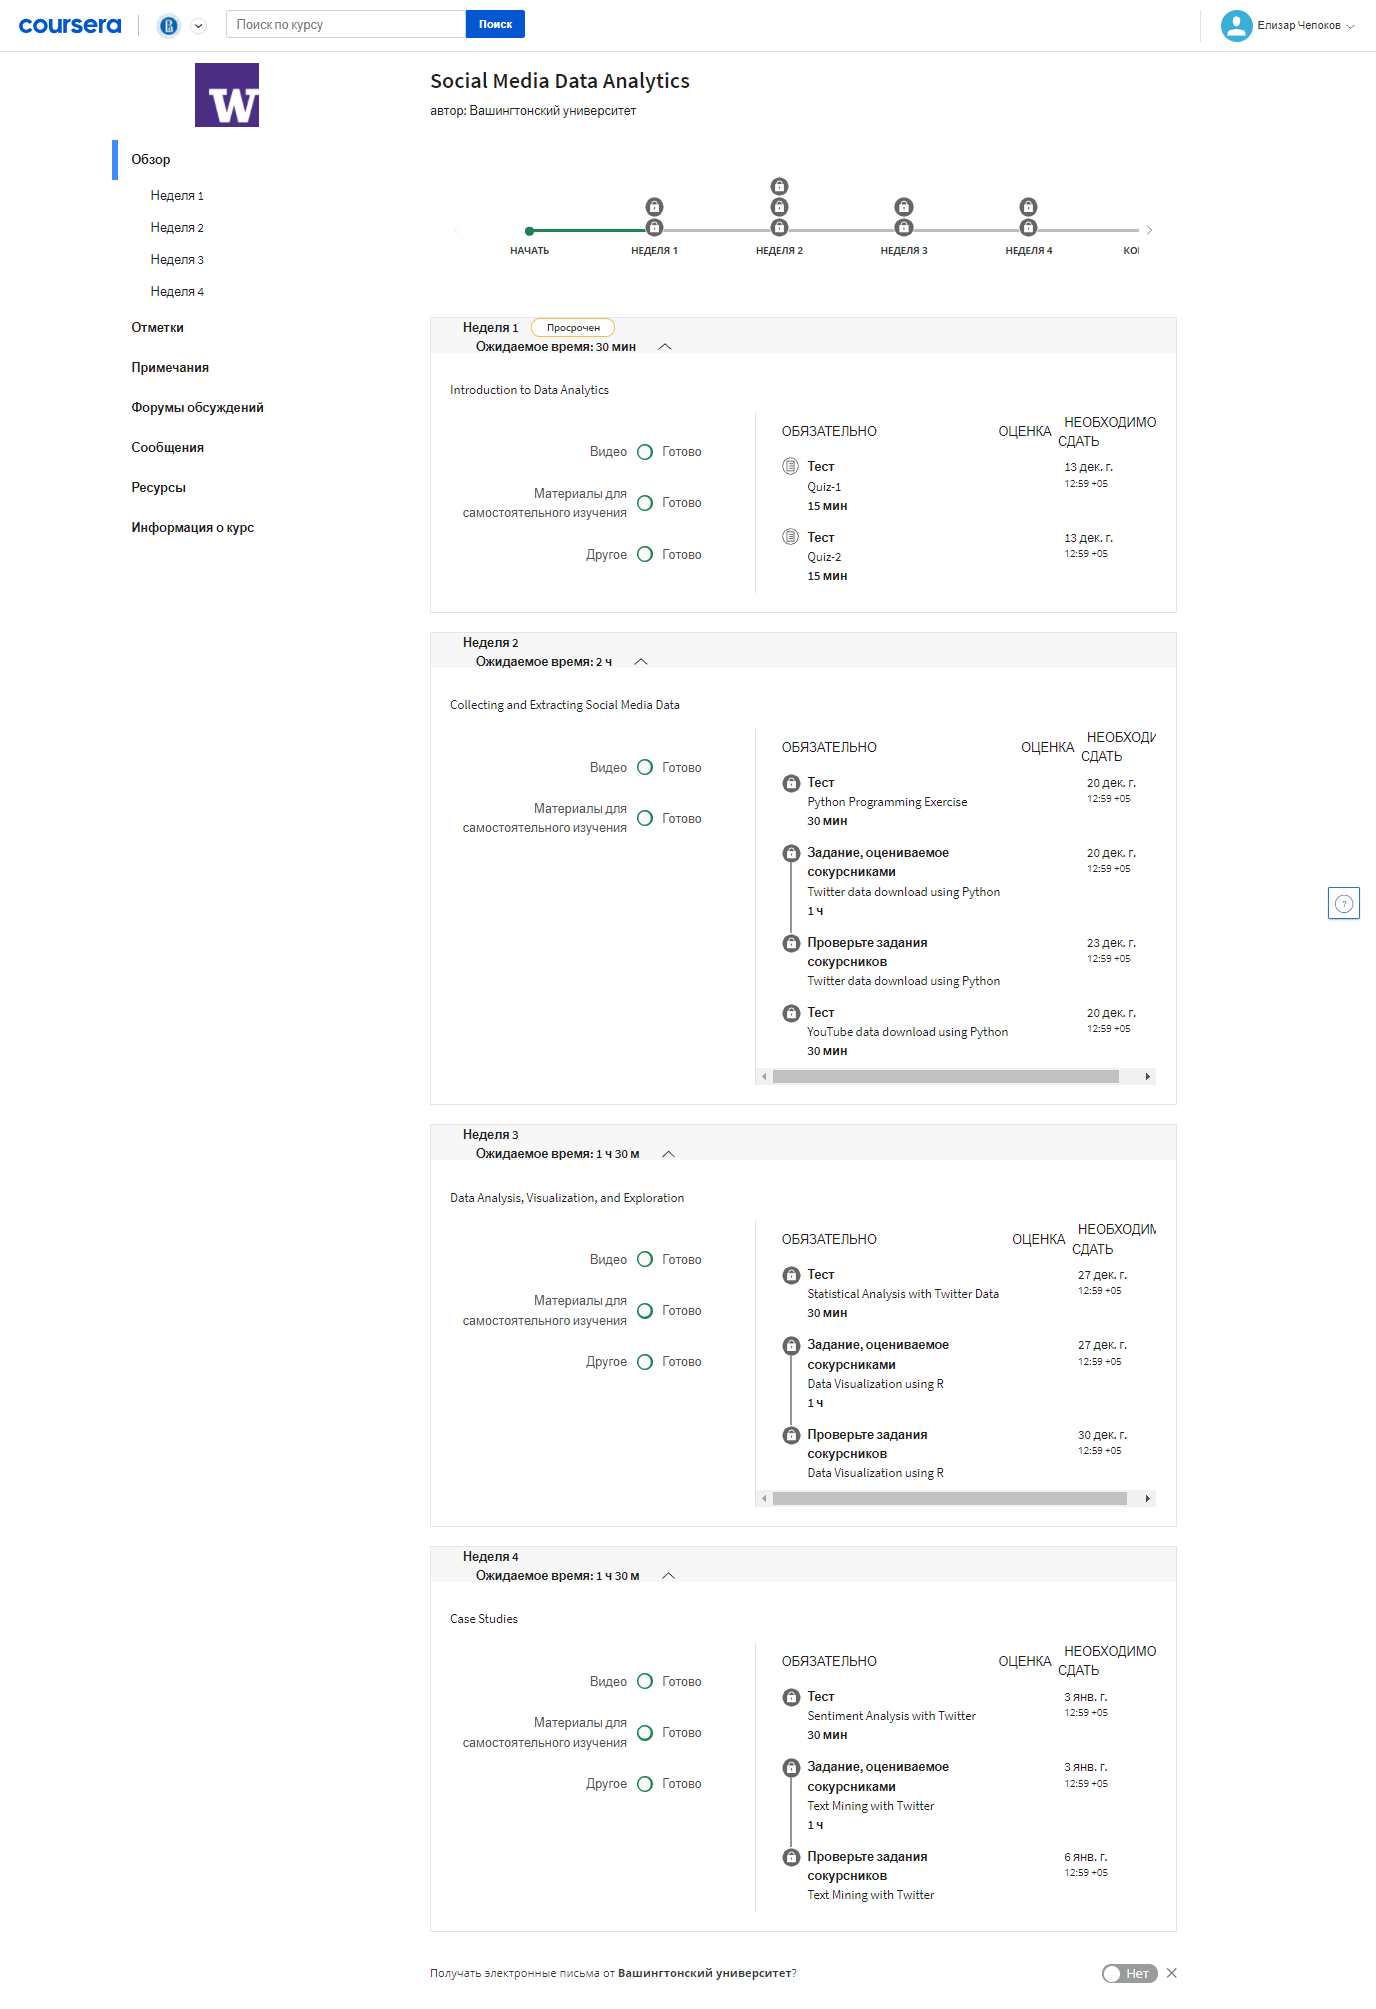 coursera
Поиск по курсу
Поиск
Елизар Чепоков
W
Social Media Data Analytics
автор: Вашингтонский университет
Обзор
Неделя 1
Неделя 2
Неделя 3
Неделя 4
Отметки
Примечания
Форумы обсуждений
Сообщения
Ресурсы
Информация о курс
НАЧАТЬ
НЕДЕЛЯ 1
НЕДЕЛЯ 2
НЕДЕЛЯ 3
НЕДЕЛЯ 4
КОІ
Неделя 1 Просрочен
Ожидаемое время: 30 мин
Introduction to Data Analytics
Видео Готово
Материалы для
самостоятельного изучения Готово
Другое Готово
ОБЯЗАТЕЛЬНО ОЦЕНКА НЕОБХОДИМО
СДАТЬ
Тест 13 дек. г.
Quiz-1 12:59 +05
15 мин
Тест 13 дек. г.
Quiz-2 12:59 +05
15 мин
Неделя 2
Ожидаемое время: 2 ч
Collecting and Extracting Social Media Data
Видео Готово
Материалы для
самостоятельного изучения Готово
ОБЯЗАТЕЛЬНО ОЦЕНКА НЕОБХОДИ
СДАТЬ
Тест 20 дек. г.
Python Programming Exercise 12:59 +05
30 мин
Задание, оцениваемое 20 дек. г.
сокурсниками 12:59 +05
Twitter data download using Python
1 ч
Проверьте задания 23 дек. г.
сокурсников 12:59 +05
Twitter data download using Python
Тест 20 дек. г.
YouTube data download using Python 12:59 +05
30 мин
Неделя 3
Ожидаемое время: 1 ч 30 м
Data Analysis, Visualization, and Exploration
Видео Готово
Материалы для
самостоятельного изучения Готово
Другое Готово
ОБЯЗАТЕЛЬНО ОЦЕНКА НЕОБХОДИМ
СДАТЬ
Тест 27 дек. г.
Statistical Analysis with Twitter Data 12:59 +05
30 мин
Задание, оцениваемое 27 дек. г.
сокурсниками 12:59 +05
Data Visualization using R
1 ч
Проверьте задания 30 дек. г.
сокурсников 12:59 +05
Data Visualization using R
Неделя 4
Ожидаемое время: 1 ч 30 м
Case Studies
Видео Готово
Материалы для
самостоятельного изучения Готово
Другое Готово
ОБЯЗАТЕЛЬНО ОЦЕНКА НЕОБХОДИМО
СДАТЬ
Тест 3 янв. г.
Sentiment Analysis with Twitter 12:59 +05
30 мин
Задание, оцениваемое 3 янв. г.
сокурсниками 12:59 +05
Text Mining with Twitter
1 ч
Проверьте задания 6 янв. г.
сокурсников 12:59 +05
Text Mining with Twitter
Получать электронные письма от Вашингтонский университет?
Нет